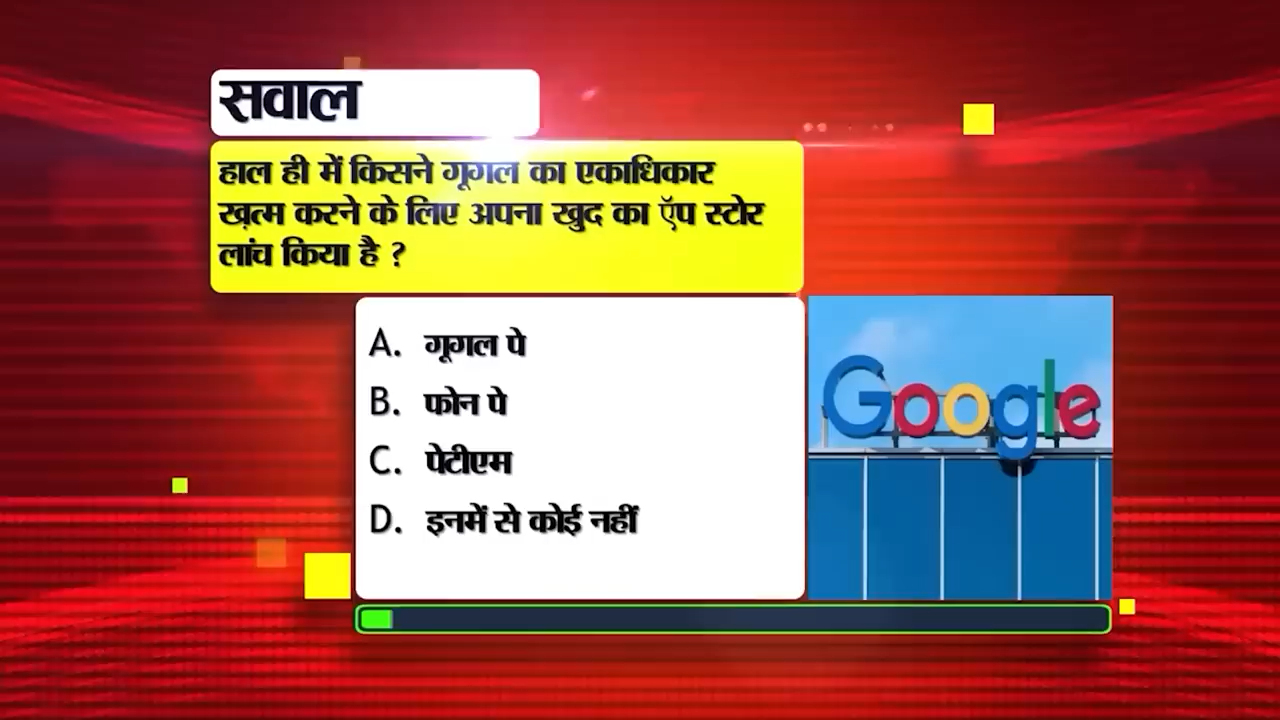 सवाल
हाल ही में किसने गूगल का एकाधिकार
ख़त्म करने के लिए अपना खुद का ऍप स्टोर
लांच किया है ?
A. गूगल पे
B. फोन पे
C. पेटीएम
D. इनमें से कोई नहीं
Google